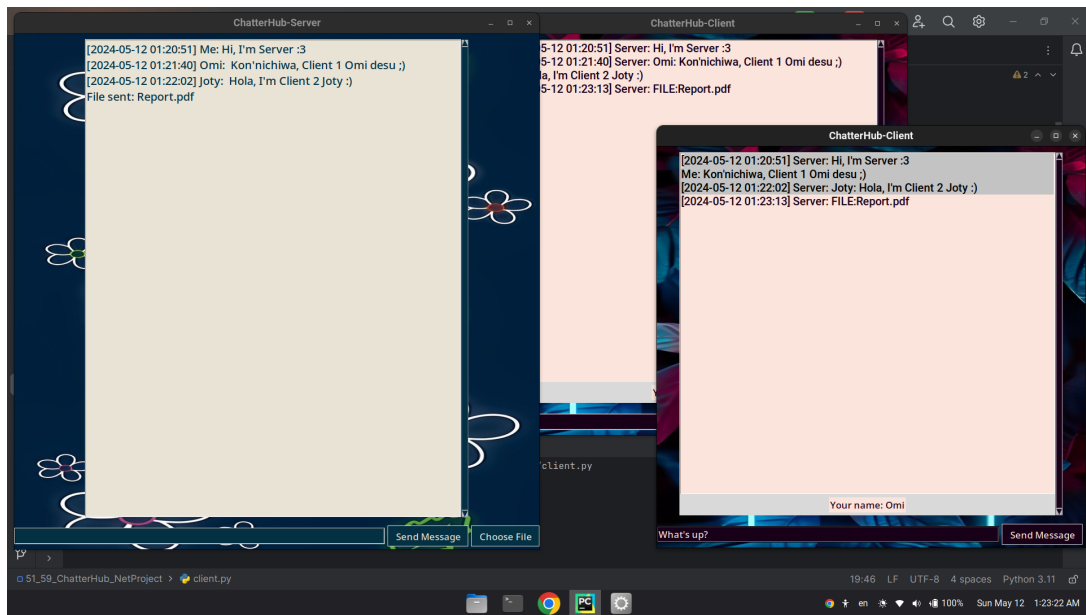 ChatterHub-Server
[2024-05-12 01:20:51] Me: Hi, I'm Server :3
[2024-05-12 01:21:40] Omi:  Kon'nichiwa, Client 1 Omi desu ;)
[2024-05-12 01:22:02] Joty:  Hola, I'm Client 2 Joty :)
File sent: Report.pdf
Send Message
Choose File
ChatterHub-Client
5-12 01:20:51] Server: Hi, I'm Server :3
5-12 01:21:40] Server: Omi: Kon'nichiwa, Client 1 Omi desu ;)
la, I'm Client 2 Joty :)
5-12 01:23:13] Server: FILE:Report.pdf
2
ChatterHub-Client
[2024-05-12 01:20:51] Server: Hi, I'm Server :3
Me: Kon'nichiwa, Client 1 Omi desu ;)
[2024-05-12 01:22:02] Server: Joty: Hola, I'm Client 2 Joty :)
[2024-05-12 01:23:13] Server: FILE:Report.pdf
Your name: Omi
What's up?
Send Message
/client.py
51_59_ChatterHub_NetProject > client.py
19:46 LF UTF-8 4 spaces Python 3.11
PC
en 100% Sun May 12 1:23:22 AM